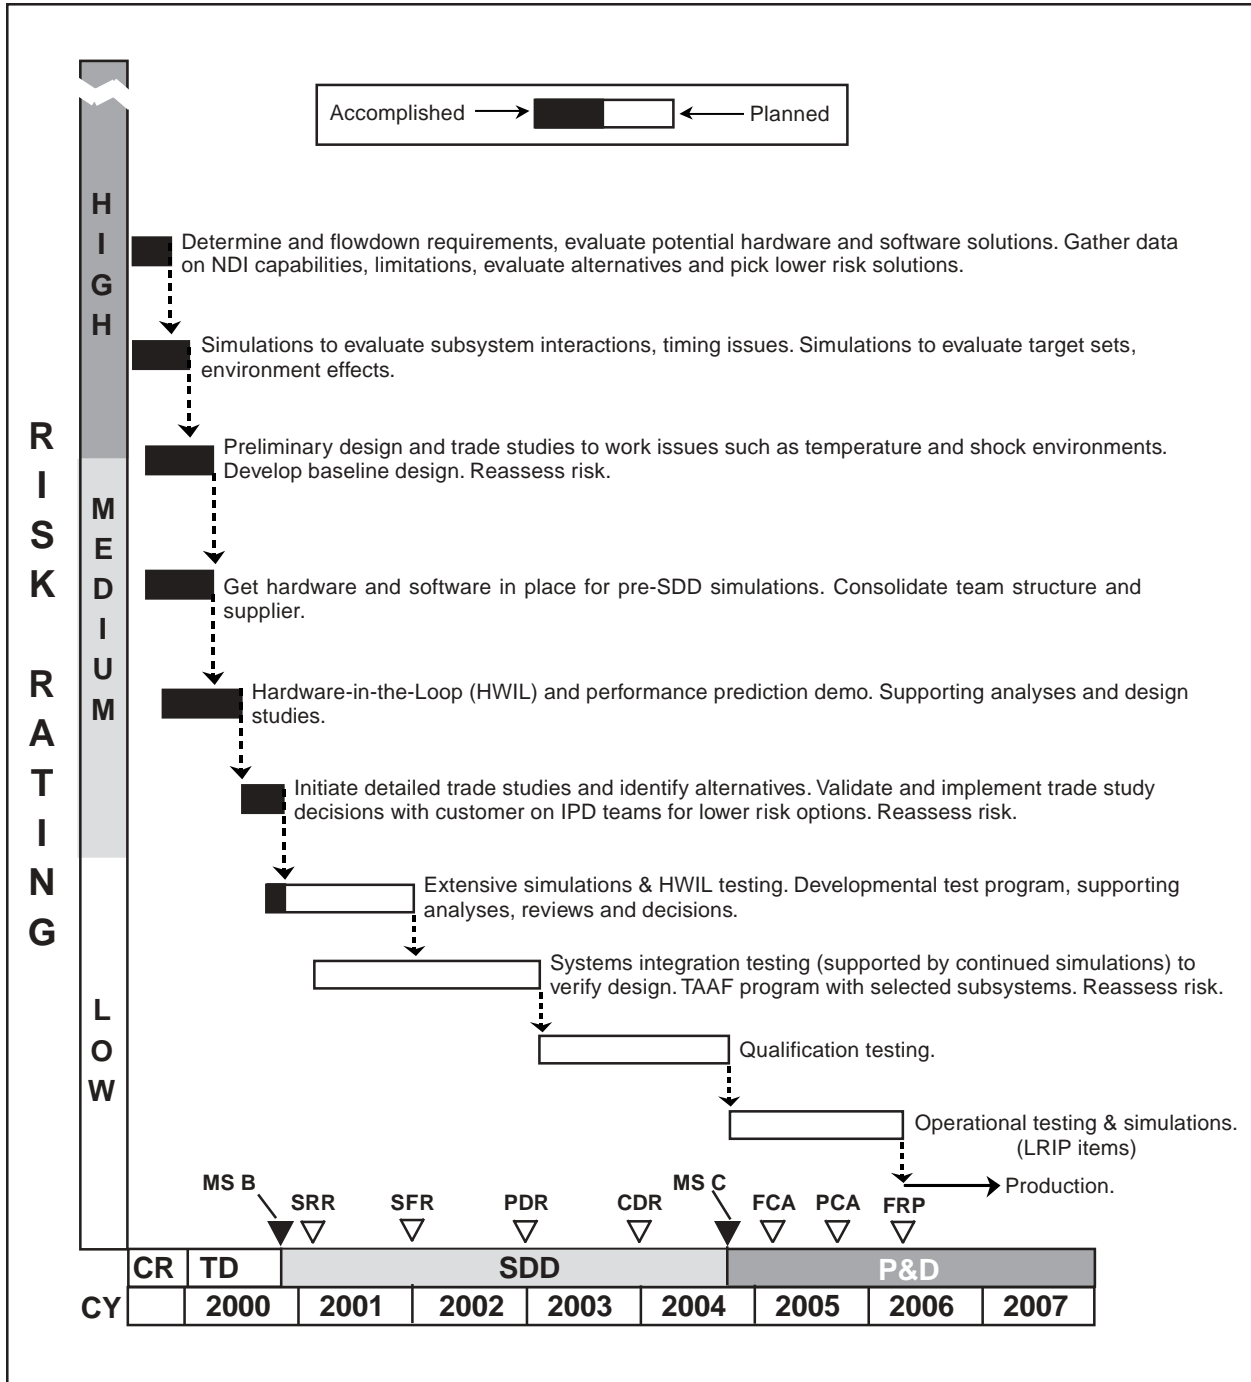 Accomplished
Planned
RISK RATING
HIGH
MEDIUM
LOW
Determine and flowdown requirements, evaluate potential hardware and software solutions. Gather data
on NDI capabilities, limitations, evaluate alternatives and pick lower risk solutions.
Simulations to evaluate subsystem interactions, timing issues. Simulations to evaluate target sets,
environment effects.
Preliminary design and trade studies to work issues such as temperature and shock environments.
Develop baseline design. Reassess risk.
Get hardware and software in place for pre-SDD simulations. Consolidate team structure and
supplier.
Hardware-in-the-Loop (HWIL) and performance prediction demo. Supporting analyses and design
studies.
Initiate detailed trade studies and identify alternatives. Validate and implement trade study
decisions with customer on IPD teams for lower risk options. Reassess risk.
Extensive simulations & HWIL testing. Developmental test program, supporting
analyses, reviews and decisions.
Systems integration testing (supported by continued simulations) to
verify design. TAAF program with selected subsystems. Reassess risk.
Qualification testing.
Operational testing & simulations.
(LRIP items)
Production.
MS B SRR SFR PDR CDR MS C FCA PCA FRP
CR TD SDD P&D
CY 2000 2001 2002 2003 2004 2005 2006 2007